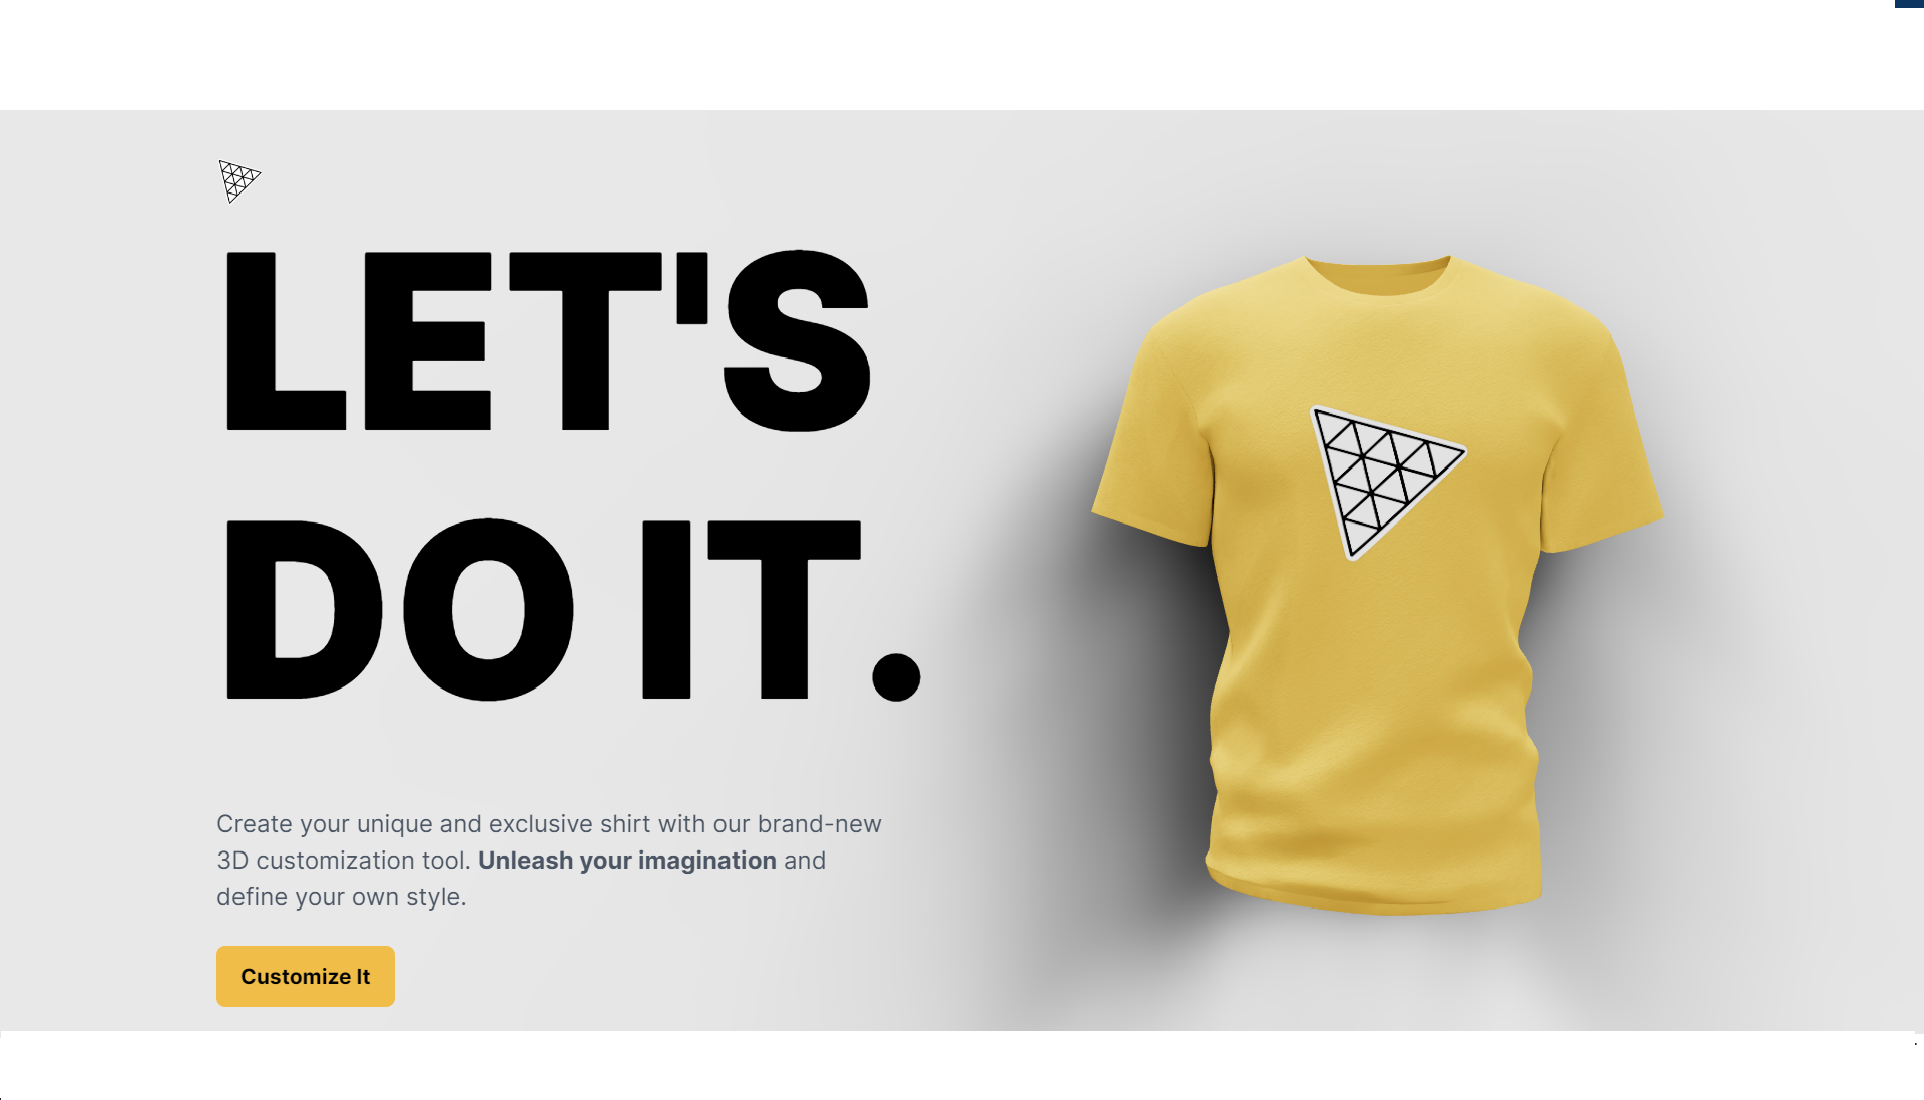 LET'S
DO IT.
Create your unique and exclusive shirt with our brand-new
3D customization tool. Unleash your imagination and
define your own style.
Customize It